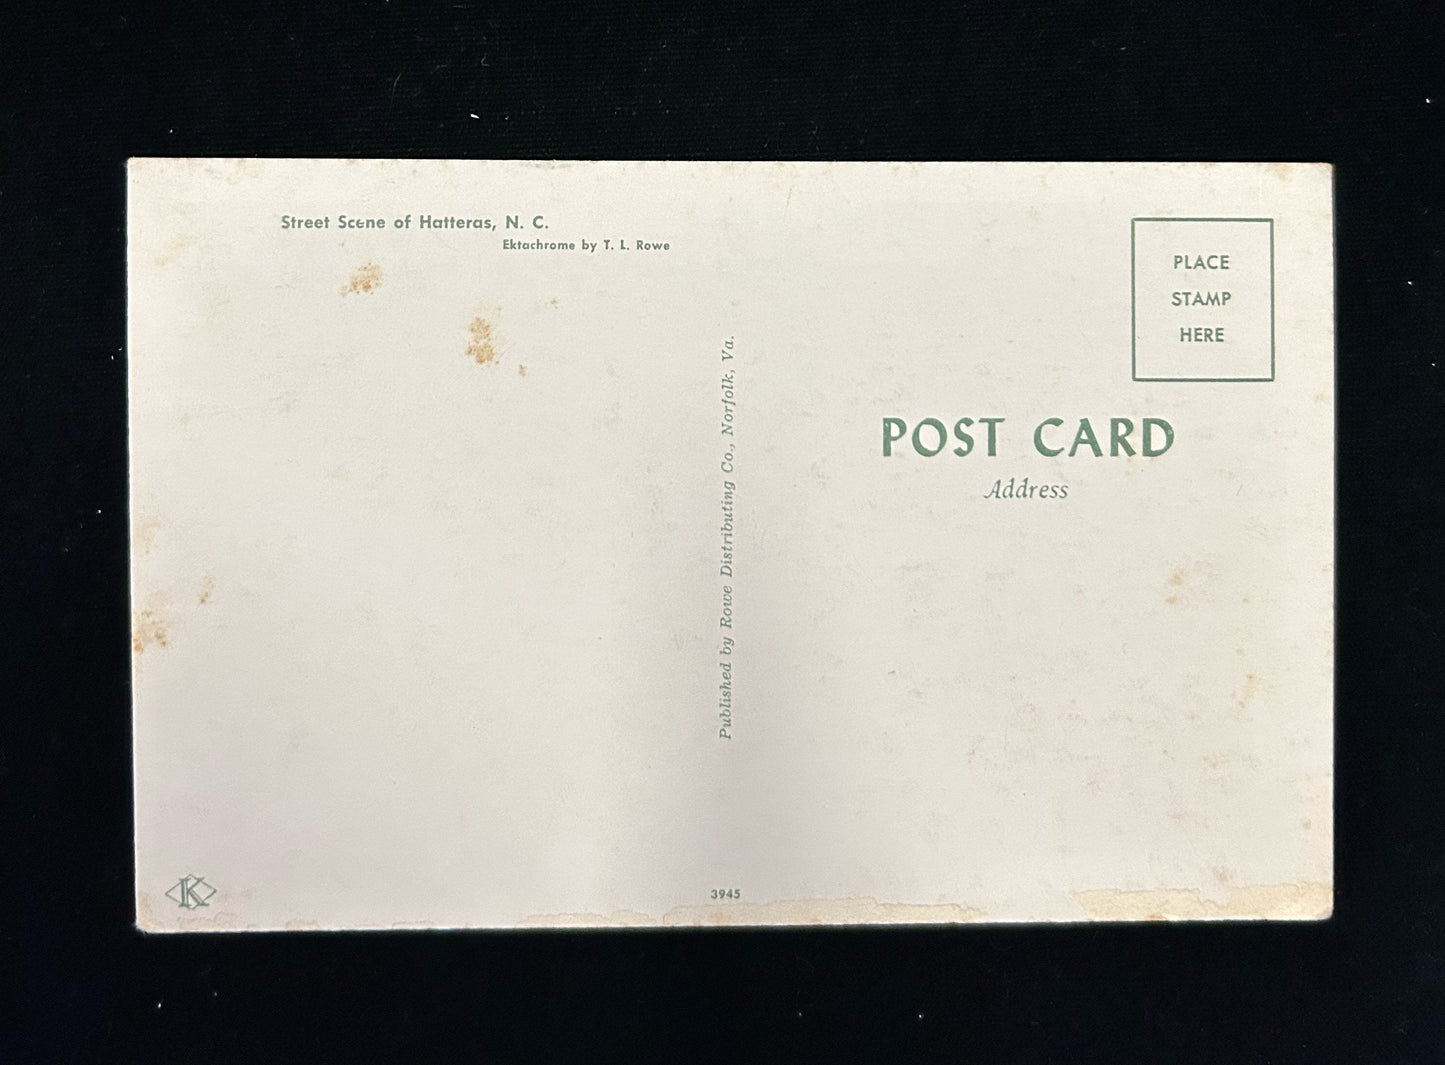 Street Scene of Hatteras, N. C.
Ektachrome by T. L. Rowe
Published by Rowe Distributing Co., Norfolk, Va.
PLACE
STAMP
HERE
POST CARD
Address
K
3945